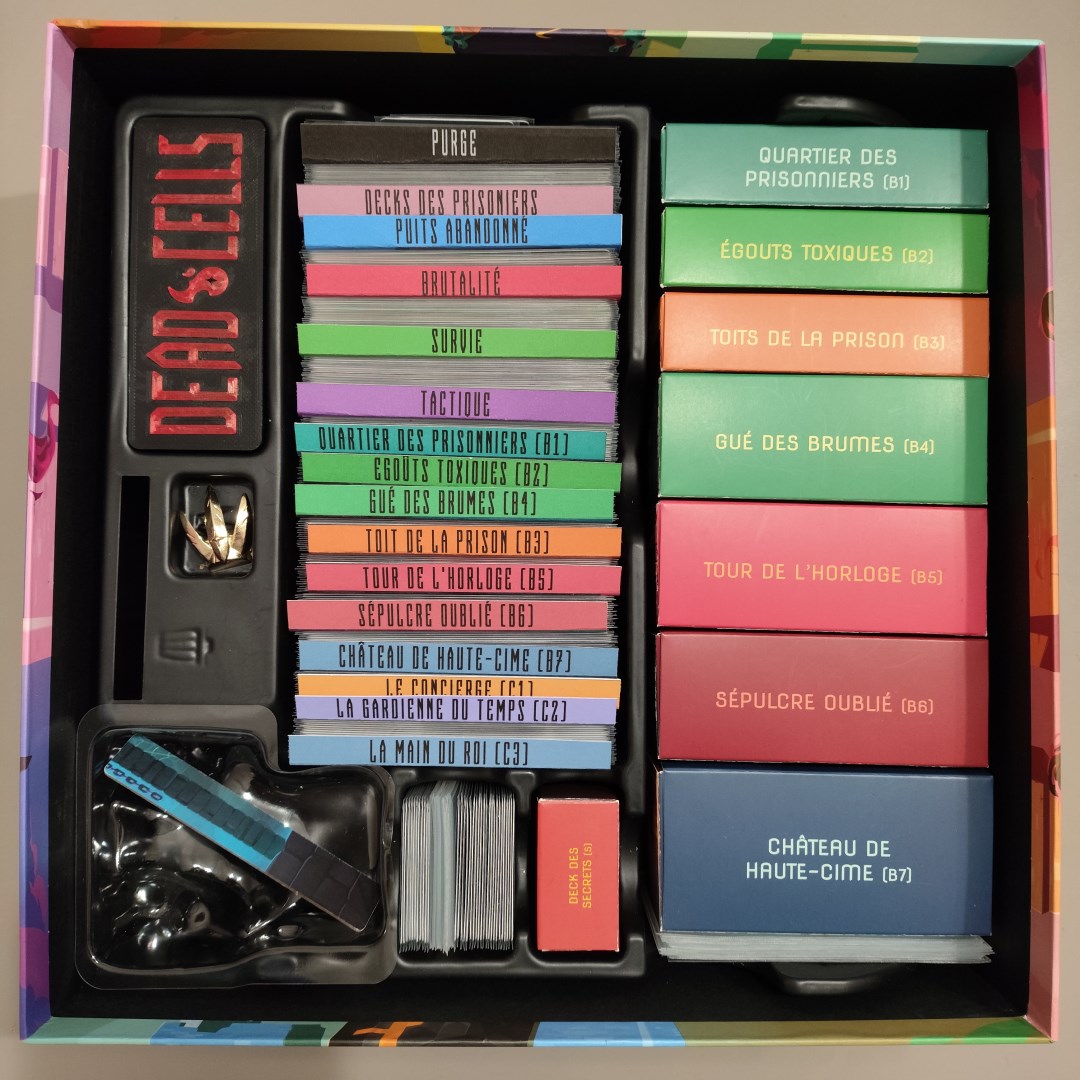 DEAD CELLS
PURGE
DECKS DES PRISONIERS
PUITS ABANDONNÉ
BRUTALITÉ
SURVIE
TACTIQUE
QUARTIER DES PRISONNIERS (B1)
EGOÛTS TOXIQUES (B2)
GUÉ DES BRUMES (B4)
TOIT DE LA PRISON (B3)
TOUR DE L'HORLOGE (B5)
SÉPULCRE OUBLIÉ (B6)
CHÂTEAU DE HAUTE-CIME (B7)
LE CONCIERGE (C1)
LA GARDIENNE DU TEMPS (C2)
LA MAIN DU ROI (C3)
DECK DES
SECRETS (S)
QUARTIER DES
PRISONNIERS (B1)
ÉGOUTS TOXIQUES (B2)
TOITS DE LA PRISON (B3)
GUÉ DES BRUMES (B4)
TOUR DE L'HORLOGE (B5)
SÉPULCRE OUBLIÉ (B6)
CHÂTEAU DE
HAUTE-CIME (B7)